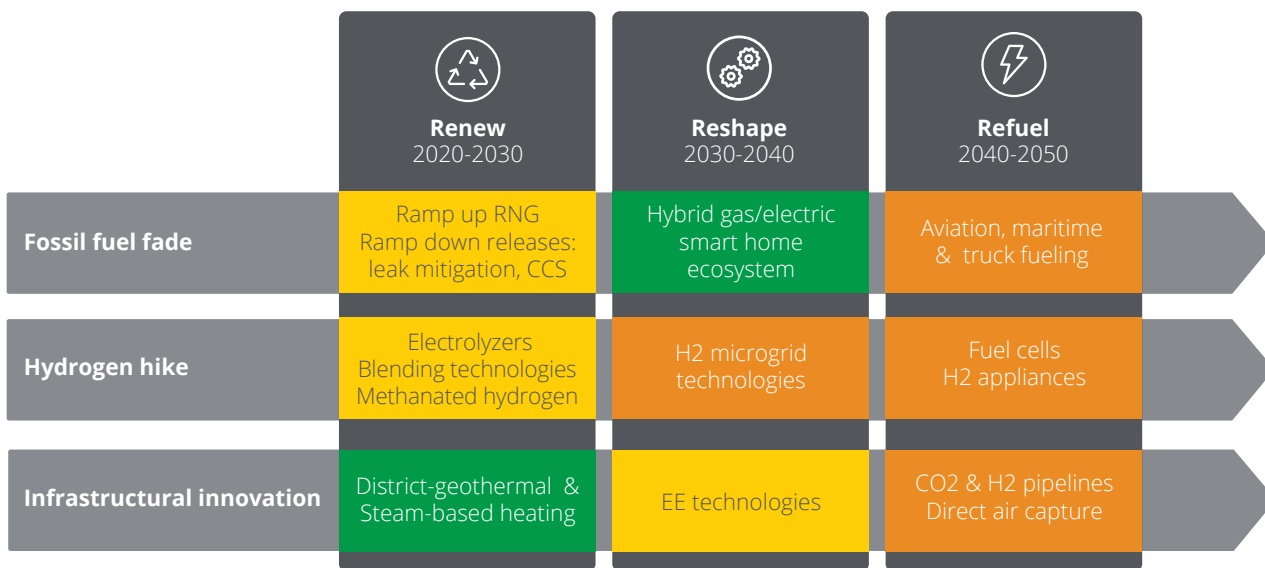 Renew
2020-2030
Reshape
2030-2040
Refuel
2040-2050
Fossil fuel fade
Ramp up RNG
Ramp down releases:
leak mitigation, CCS
Hybrid gas/electric
smart home
ecosystem
Aviation, maritime
& truck fueling
Hydrogen hike
Electrolyzers
Blending technologies
Methanated hydrogen
H2 microgrid
technologies
Fuel cells
H2 appliances
Infrastructural innovation
District-geothermal &
Steam-based heating
EE technologies
CO2 & H2 pipelines
Direct air capture